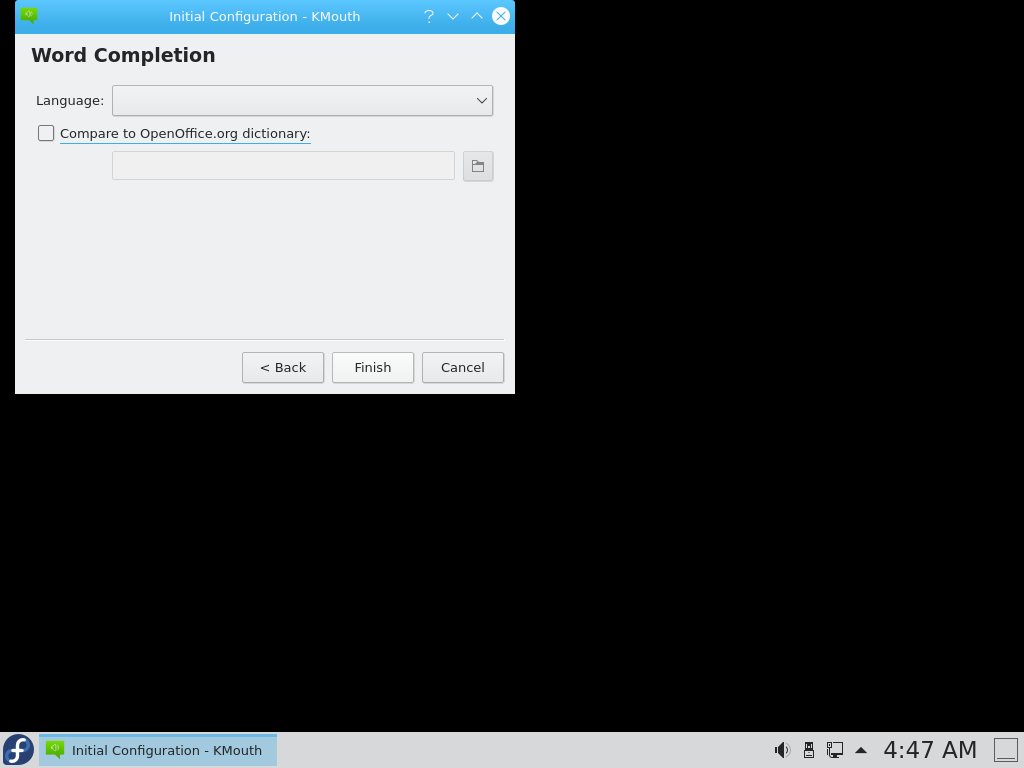 Initial Configuration - KMouth
Word Completion
Language:
Compare to OpenOffice.org dictionary:
< Back
Finish
Cancel
Initial Configuration - KMouth
4:47 AM